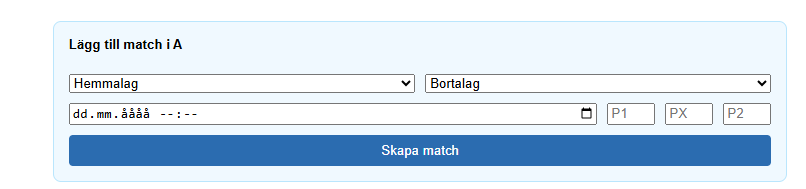 Lägg till match i A
Hemmalag Bortalag
dd.mm.åååå --:-- P1 PX P2
Skapa match